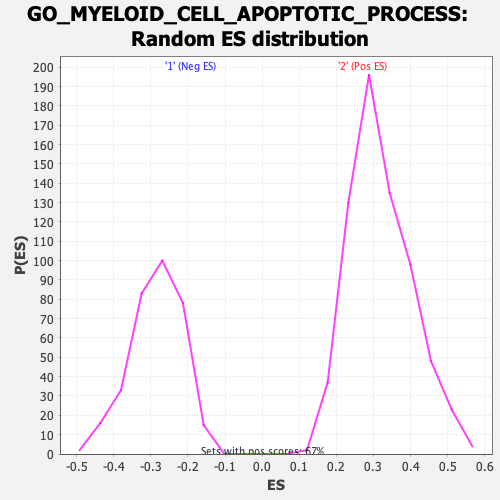 GO_MYELOID_CELL_APOPTOTIC_PROCESS:
Random ES distribution
'1' (Neg ES)
'2' (Pos ES)
200
190
180
170
160
150
140
130
120
110
100
90
80
70
60
50
40
30
20
10
0
P(ES)
Sets with pos scores: 67%
-0.5 -0.4 -0.3 -0.2 -0.1 0.0 0.1 0.2 0.3 0.4 0.5 0.6
ES